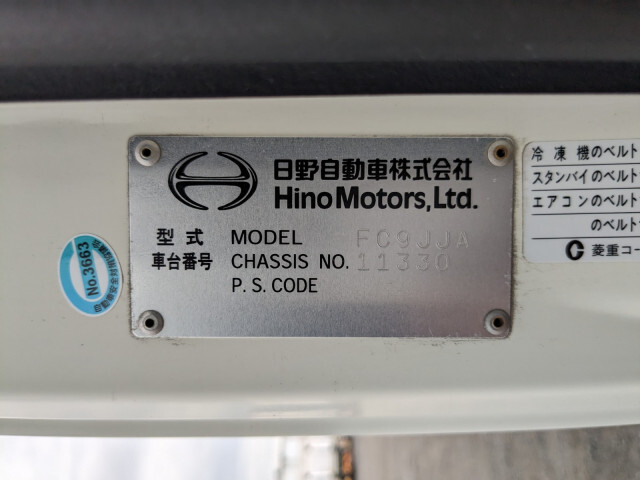 日野自動車株式会社
Hino Motors, Ltd.
型式 MODEL FC9JJA
車台番号 CHASSIS NO. 11330
P. S. CODE
No.3663
冷凍機のベルト
スタンバイのベルト
エアコンのベルト
のベルト
菱重コー